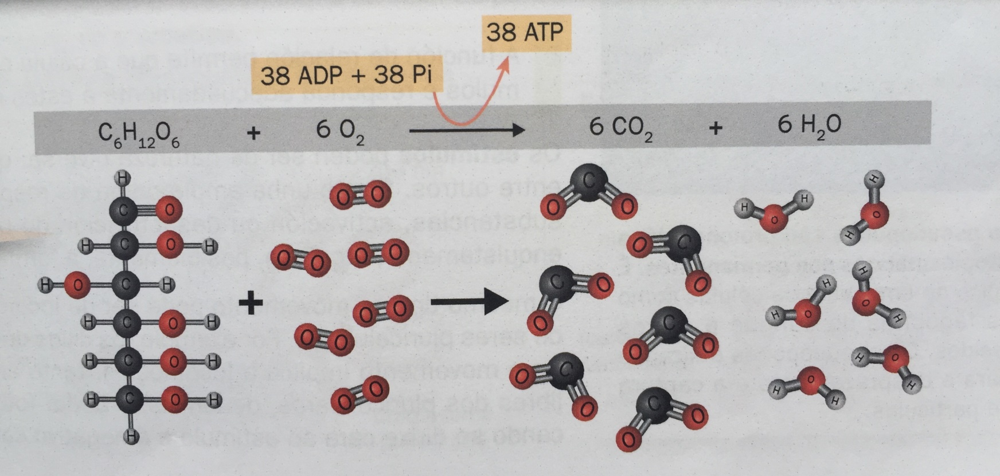 38 ATP
38 ADP + 38 Pi
C₆H₁₂O₆ + 6 O₂ → 6 CO₂ + 6 H₂O
H
C O
H C O H
H O C H
H C O H
H C O H
H C O H
H
+
O O
O O
O O
O O
O O
O O
C O O
C O O
C O O
C O O
C O O
C O O
H O H
H O H
H O H
H O H
H O H
H O H